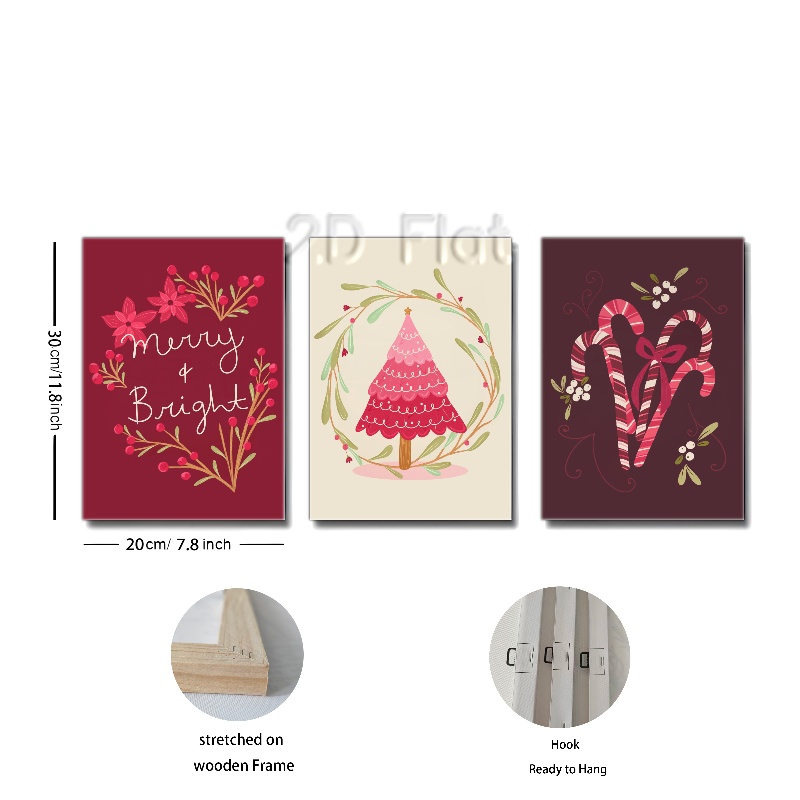 2D Flat
Merry
&
Bright
30cm/11.8inch
20cm/ 7.8 inch
stretched on
wooden Frame
Hook
Ready to Hang